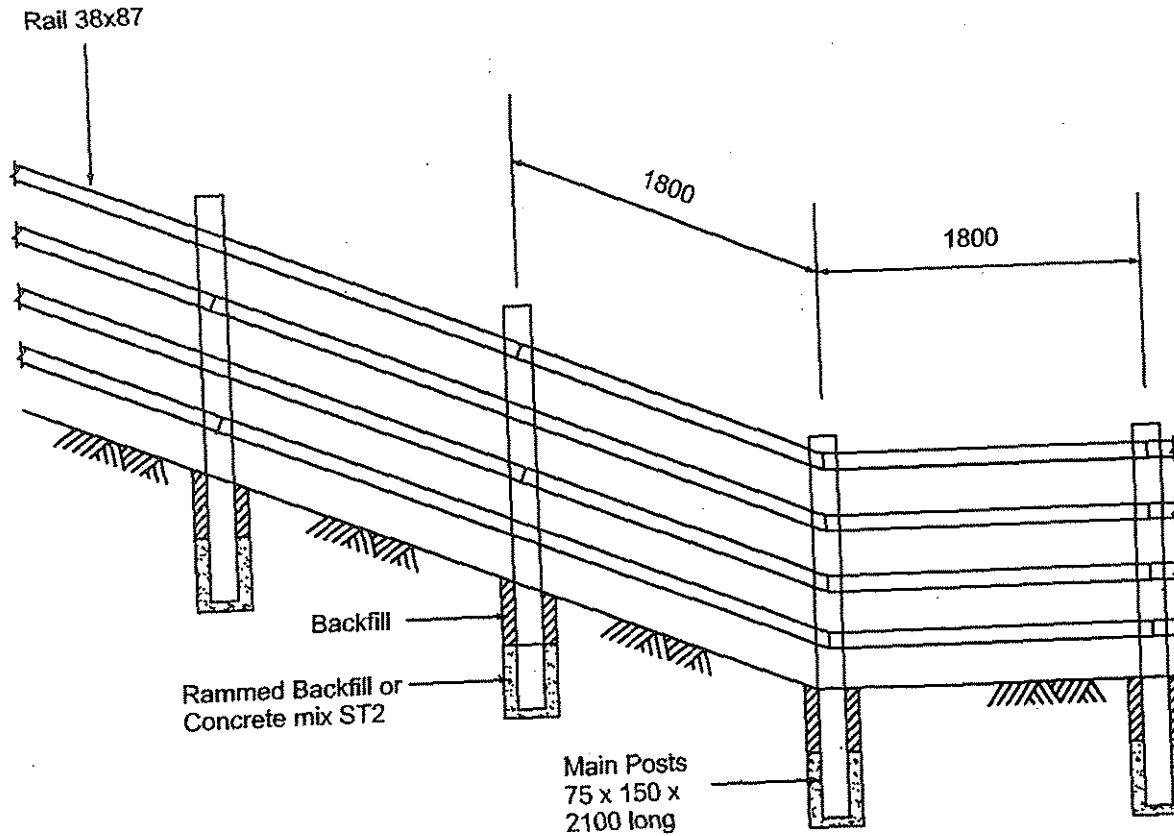 Rail 38x87
1800
1800
Backfill
Rammed Backfill or
Concrete mix ST2
Main Posts
75 x 150 x
2100 long